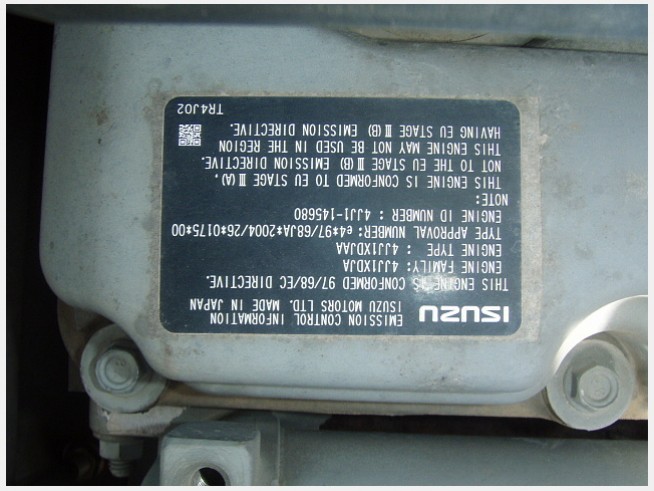 ISUZU
EMISSION CONTROL INFORMATION
ISUZU MOTORS LTD. MADE IN JAPAN
THIS ENGINE IS CONFORMED 97/68/EC DIRECTIVE.
ENGINE FAMILY: 4JJ1XDJA
ENGINE TYPE : 4JJ1XDJAA
TYPE APPROVAL NUMBER: e4*97/68JA*2004/26*0175*00
ENGINE ID NUMBER : 4JJ1-145680
NOTE:
THIS ENGINE IS CONFORMED TO EU STAGE Ⅲ (A),
NOT TO THE EU STAGE Ⅲ (B) EMISSION DIRECTIVE.
THIS ENGINE MAY NOT BE USED IN THE REGION
HAVING EU STAGE Ⅲ (B) EMISSION DIRECTIVE.
TR4J02